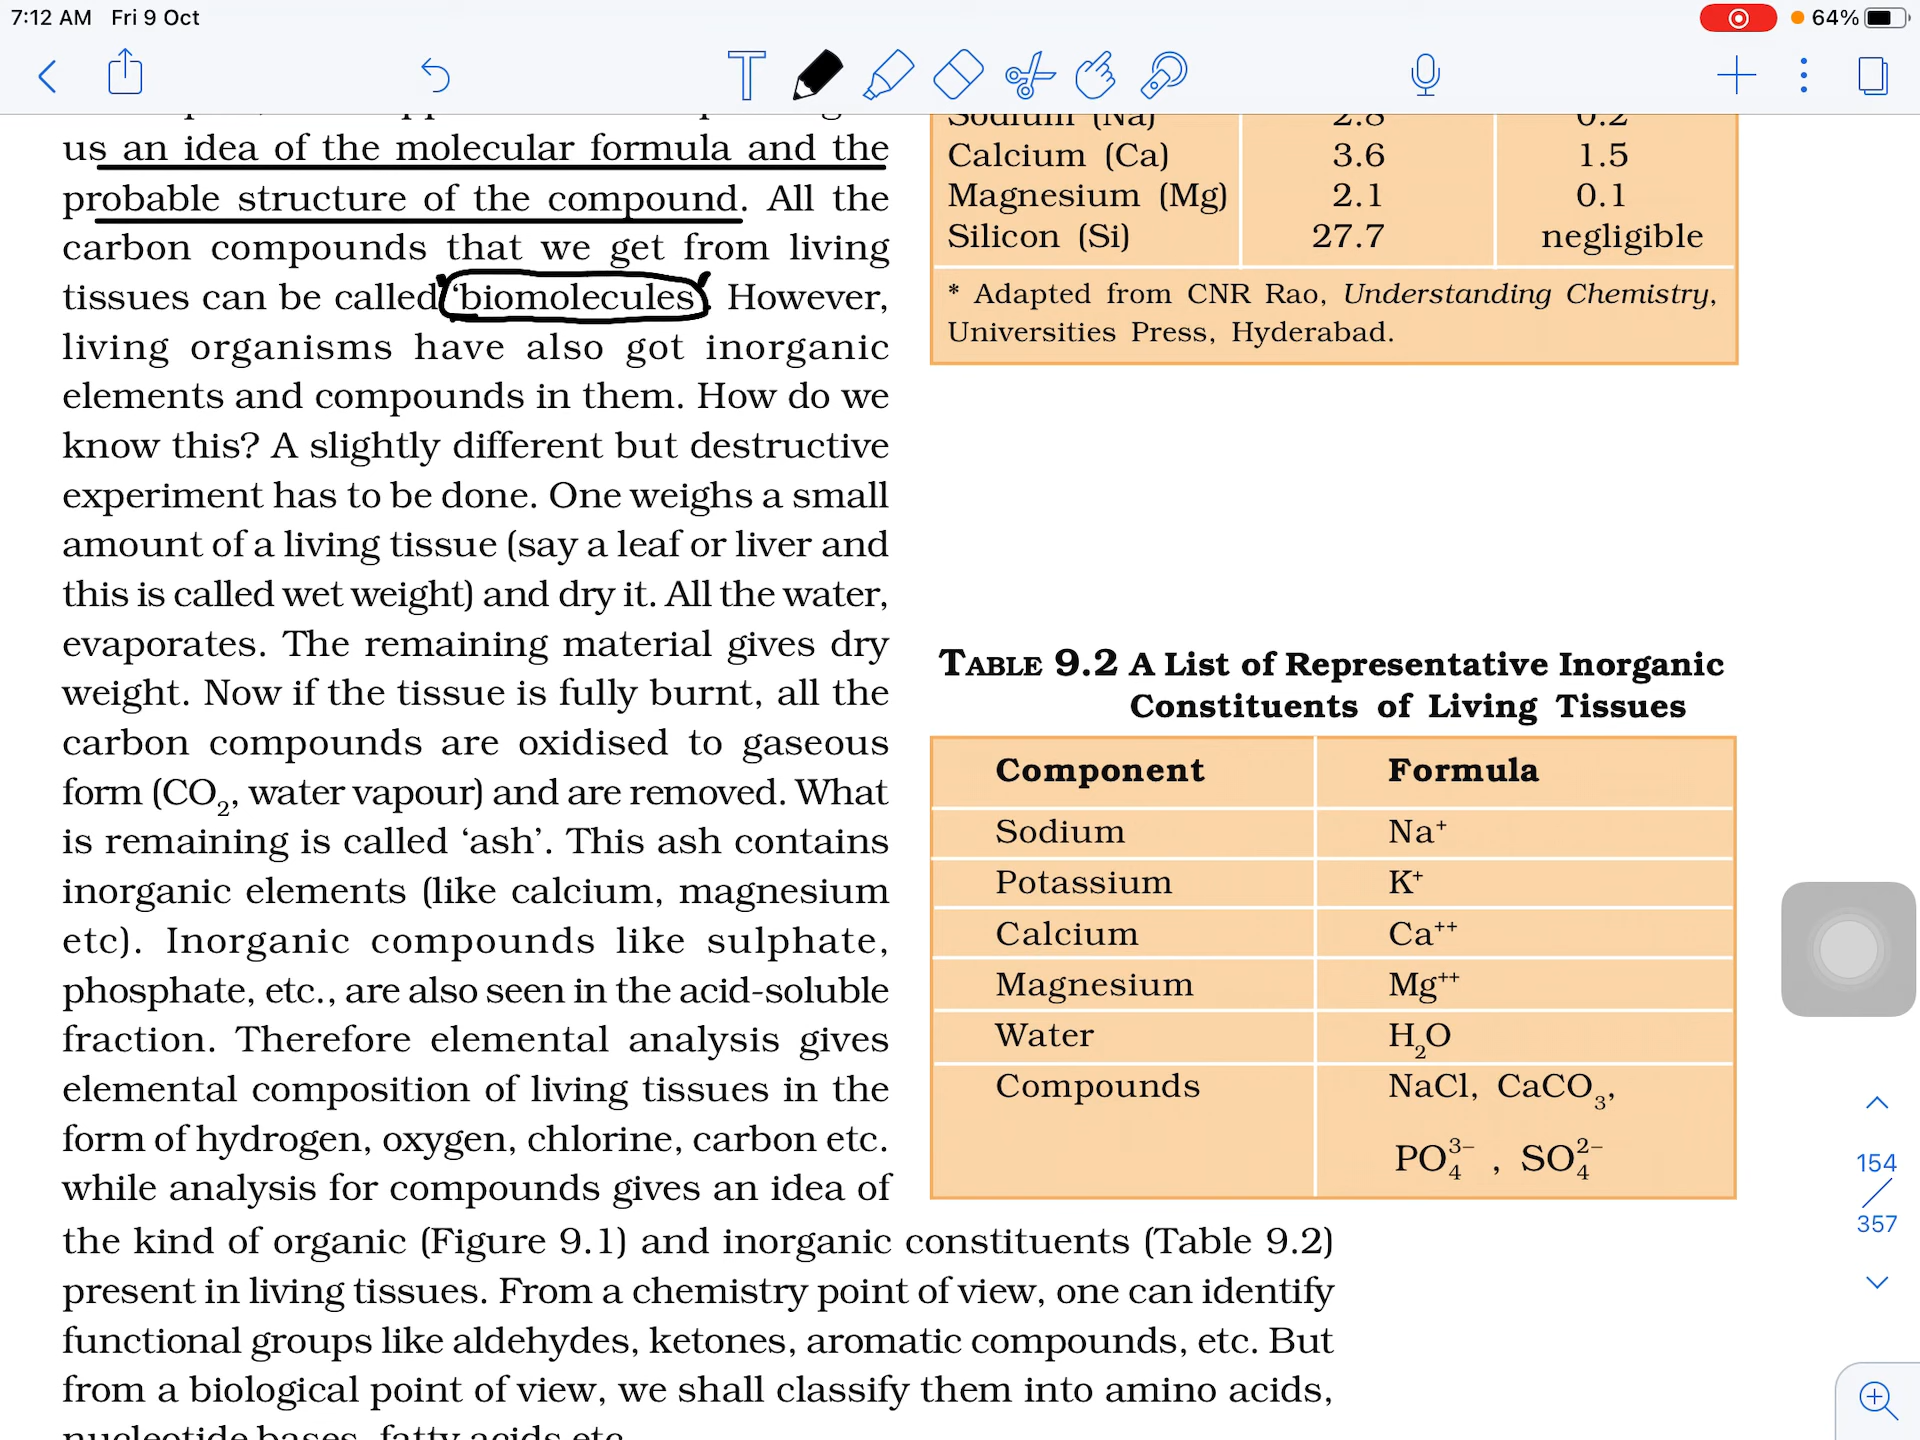 7:12 AM Fri 9 Oct
64%
us an idea of the molecular formula and the
probable structure of the compound. All the
carbon compounds that we get from living
tissues can be called 'biomolecules'. However,
living organisms have also got inorganic
elements and compounds in them. How do we
know this? A slightly different but destructive
experiment has to be done. One weighs a small
amount of a living tissue (say a leaf or liver and
this is called wet weight) and dry it. All the water,
evaporates. The remaining material gives dry
weight. Now if the tissue is fully burnt, all the
carbon compounds are oxidised to gaseous
form (CO₂, water vapour) and are removed. What
is remaining is called ‘ash’. This ash contains
inorganic elements (like calcium, magnesium
etc). Inorganic compounds like sulphate,
phosphate, etc., are also seen in the acid-soluble
fraction. Therefore elemental analysis gives
elemental composition of living tissues in the
form of hydrogen, oxygen, chlorine, carbon etc.
while analysis for compounds gives an idea of
the kind of organic (Figure 9.1) and inorganic constituents (Table 9.2)
present in living tissues. From a chemistry point of view, one can identify
functional groups like aldehydes, ketones, aromatic compounds, etc. But
from a biological point of view, we shall classify them into amino acids,
nucleotide bases, fatty acids etc.
Sodium (Na) 2.8 0.2
Calcium (Ca) 3.6 1.5
Magnesium (Mg) 2.1 0.1
Silicon (Si) 27.7 negligible
* Adapted from CNR Rao, Understanding Chemistry,
Universities Press, Hyderabad.
TABLE 9.2 A List of Representative Inorganic
Constituents of Living Tissues
Component Formula
Sodium Na⁺
Potassium K⁺
Calcium Ca⁺⁺
Magnesium Mg⁺⁺
Water H₂O
Compounds NaCl, CaCO₃,
PO₄³⁻, SO₄²⁻
154
357